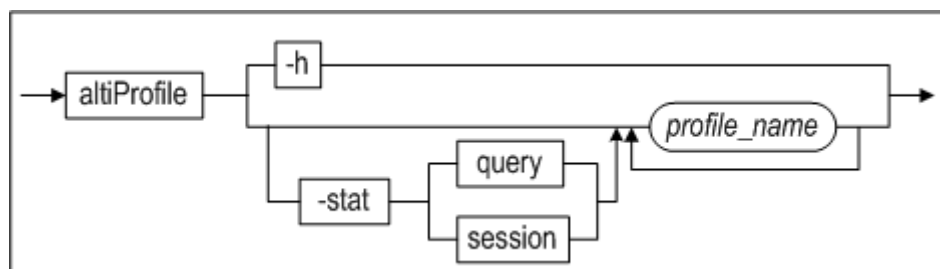 -h
altiProfile
profile_name
query
-stat
session